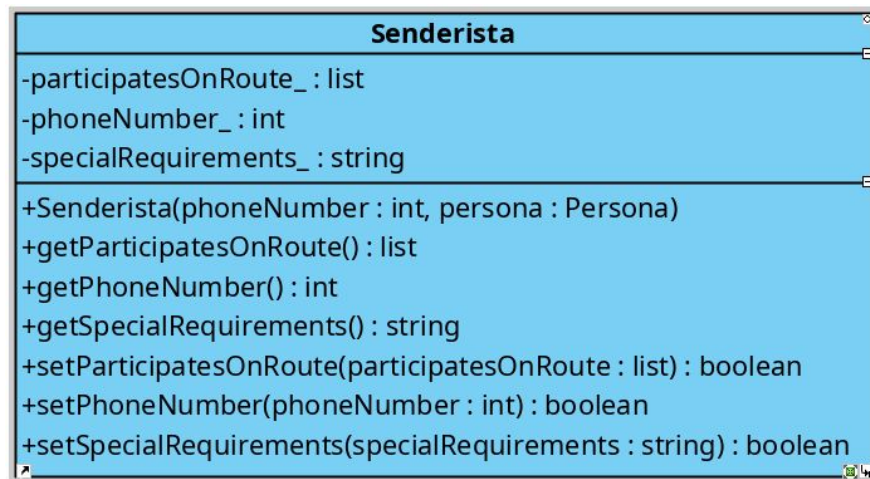 Senderista
-participatesOnRoute_ : list
-phoneNumber_ : int
-specialRequirements_ : string
+Senderista(phoneNumber : int, persona : Persona)
+getParticipatesOnRoute() : list
+getPhoneNumber() : int
+getSpecialRequirements() : string
+setParticipatesOnRoute(participatesOnRoute : list) : boolean
+setPhoneNumber(phoneNumber : int) : boolean
+setSpecialRequirements(specialRequirements : string) : boolean